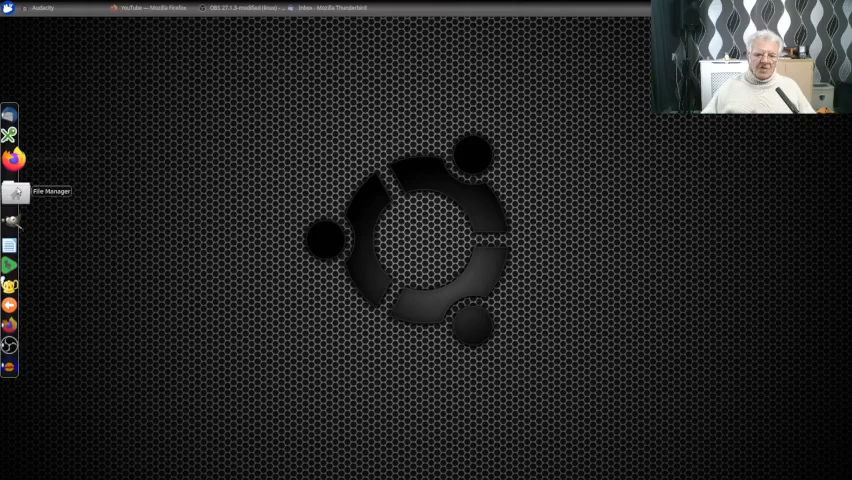 Audacity
YouTube — Mozilla Firefox
OBS 27.1.3-modified (linux) -...
Inbox - Mozilla Thunderbird
File Manager